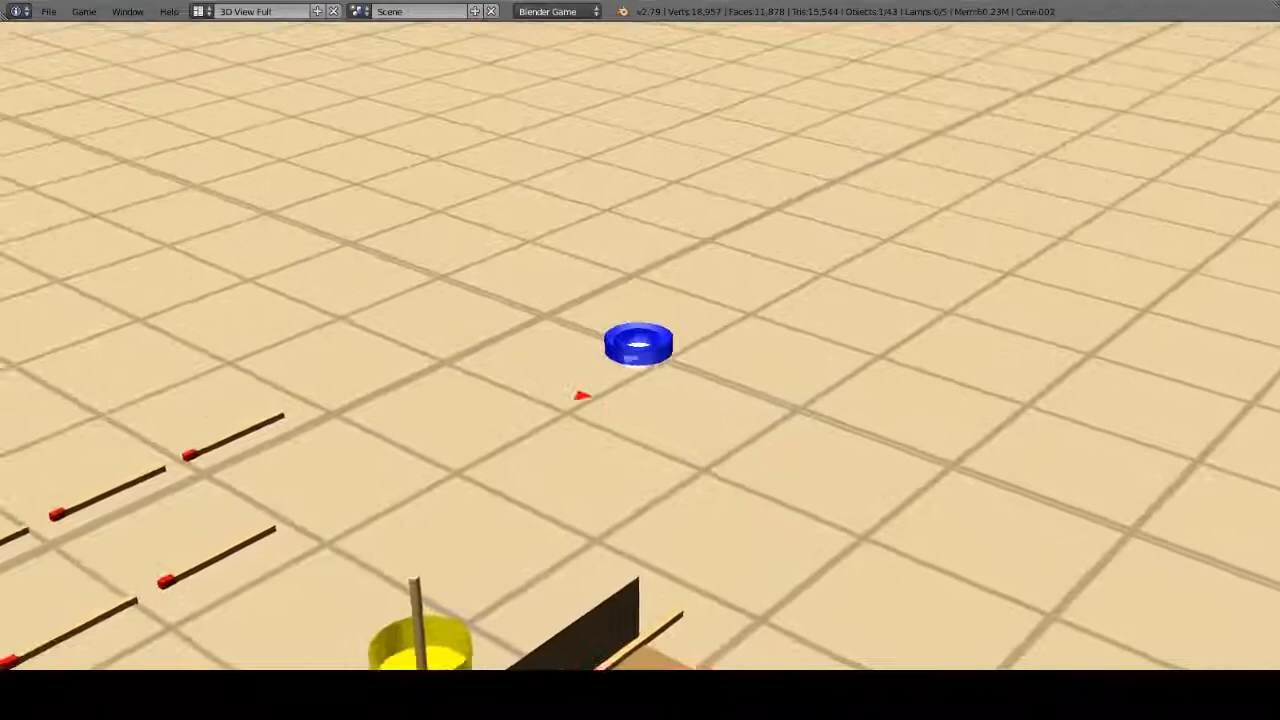 File Game Window Help 3D View Full Scene Blender Game v2.79 | Verts:18,957 | Faces:11,878 | Tris:15,544 | Objects:1/43 | Lamps:0/5 | Mem:60.23M | Cone.002